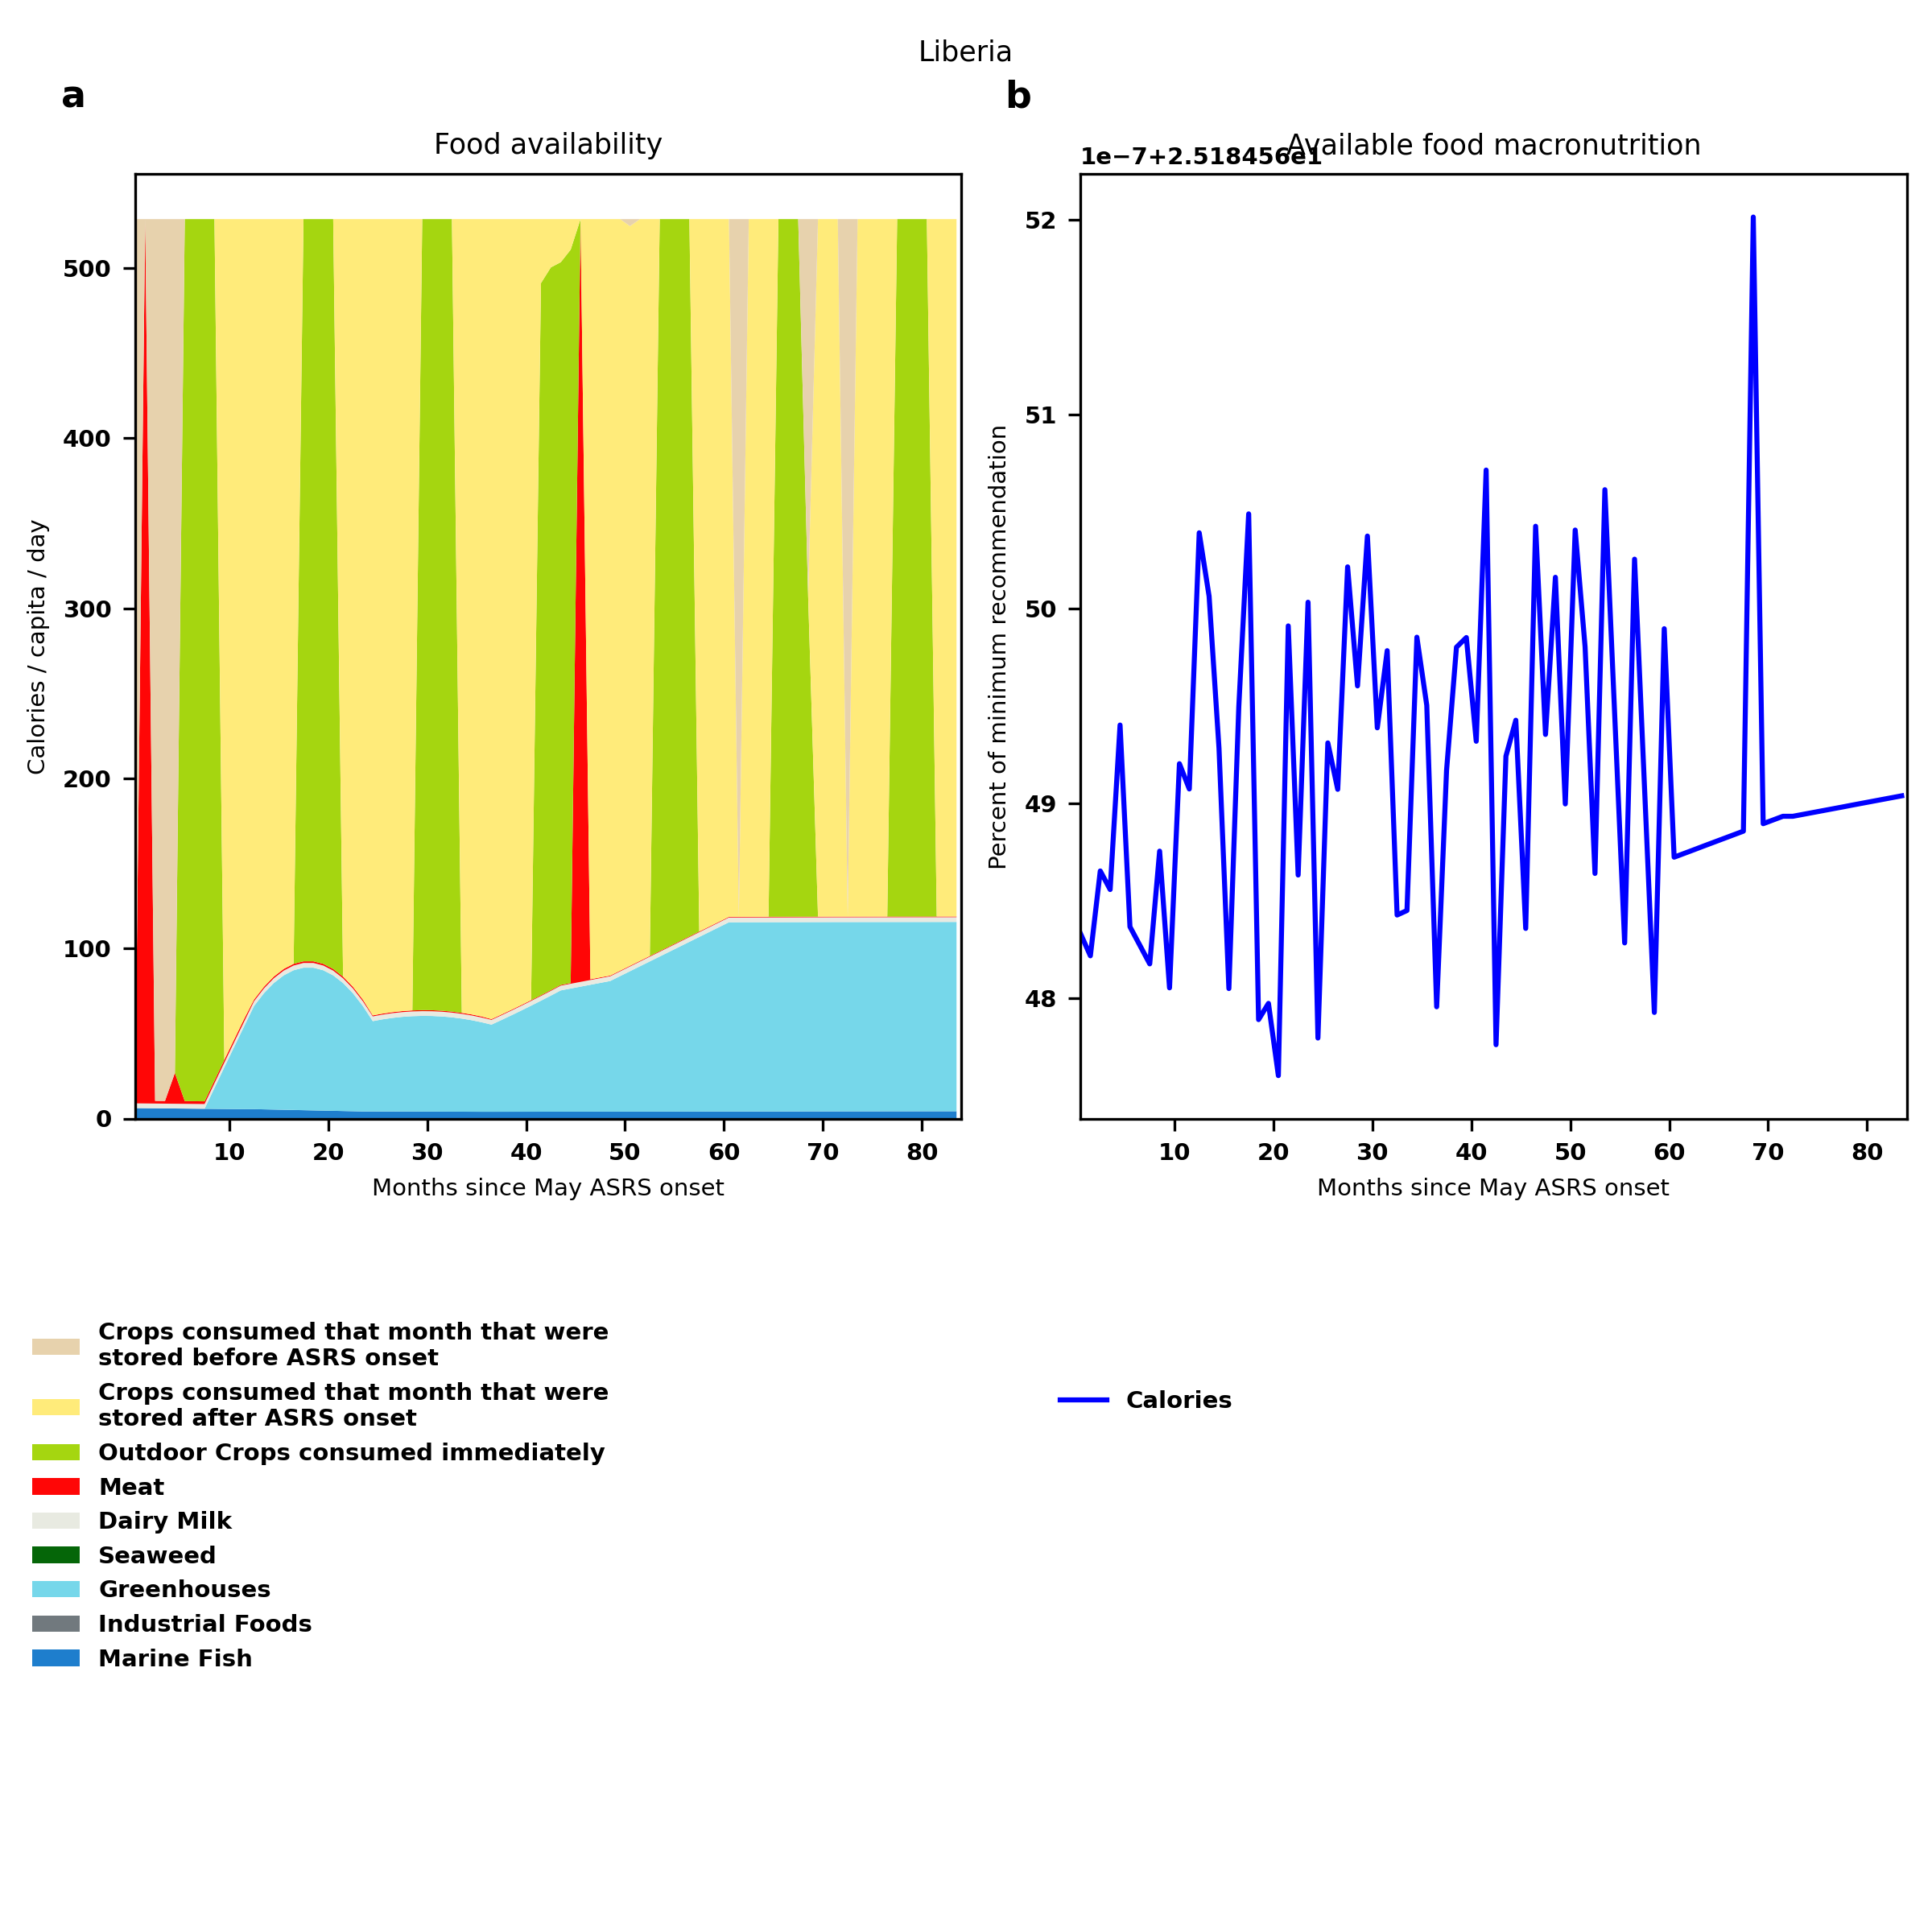 Liberia
a
b
Food availability
Available food macronutrition
1e−7+2.518456e1
Calories / capita / day
0
100
200
300
400
500
10 20 30 40 50 60 70 80
Months since May ASRS onset
Percent of minimum recommendation
52
51
50
49
48
10 20 30 40 50 60 70 80
Months since May ASRS onset
Crops consumed that month that were
stored before ASRS onset
Crops consumed that month that were
stored after ASRS onset
Outdoor Crops consumed immediately
Meat
Dairy Milk
Seaweed
Greenhouses
Industrial Foods
Marine Fish
Calories